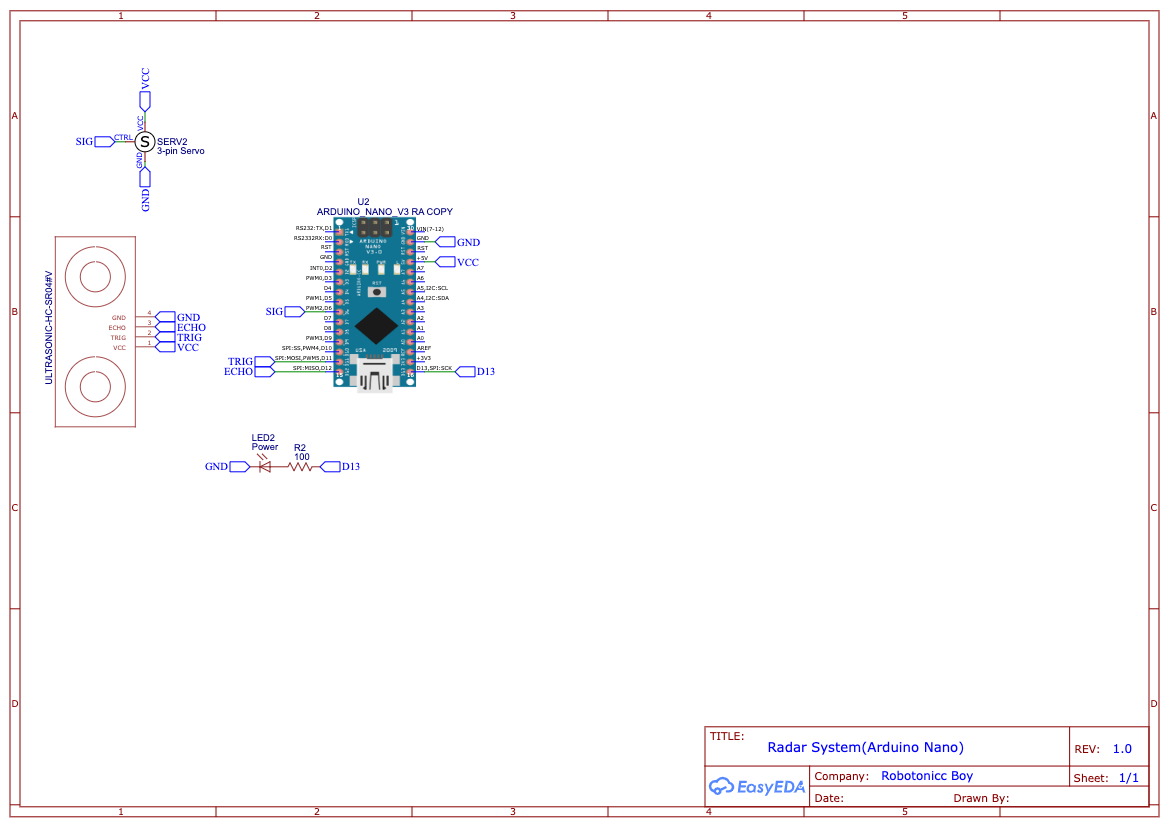 1 2 3 4 5
A A
B B
C C
D D
VCC
VCC
SIG CTRL S SERV2
3-pin Servo
GND
GND
ULTRASONIC-HC-SR04#V
GND 4 GND
ECHO 3 ECHO
TRIG 2 TRIG
VCC 1 VCC
U2
ARDUINO_NANO_V3 RA COPY
RS232:TX,D1 VIN(7-12)
RS2332RX:D0 GND GND
RST RST
GND +5V VCC
INT0,D2 A7
PWM0,D3 A6
D4 A5,I2C:SCL
PWM1,D5 A4,I2C:SDA
SIG PWM2,D6 A3
D7 A2
D8 A1
PWM3,D9 A0
SPI:SS,PWM4,D10 AREF
TRIG SPI:MOSI,PWM5,D11 +3V3
ECHO SPI:MISO,D12 D13,SPI:SCK D13
ARDUINO
NANO
V3.0
RST
USA 2009
LED2
Power
R2
100
GND D13
TITLE:
Radar System(Arduino Nano)
REV: 1.0
EasyEDA
Company: Robotonicc Boy
Sheet: 1/1
Date: Drawn By:
1 2 3 4 5